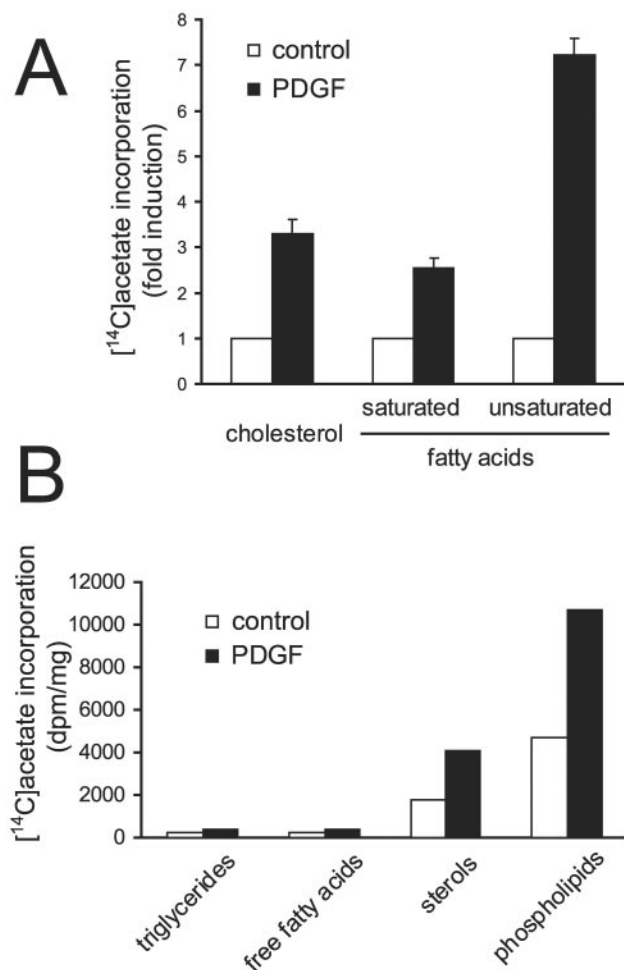 A
[¹⁴C]acetate incorporation
(fold induction)
8
7
6
5
4
3
2
1
0
control
PDGF
cholesterol
saturated
unsaturated
fatty acids
B
[¹⁴C]acetate incorporation
(dpm/mg)
12000
10000
8000
6000
4000
2000
0
control
PDGF
triglycerides
free fatty acids
sterols
phospholipids